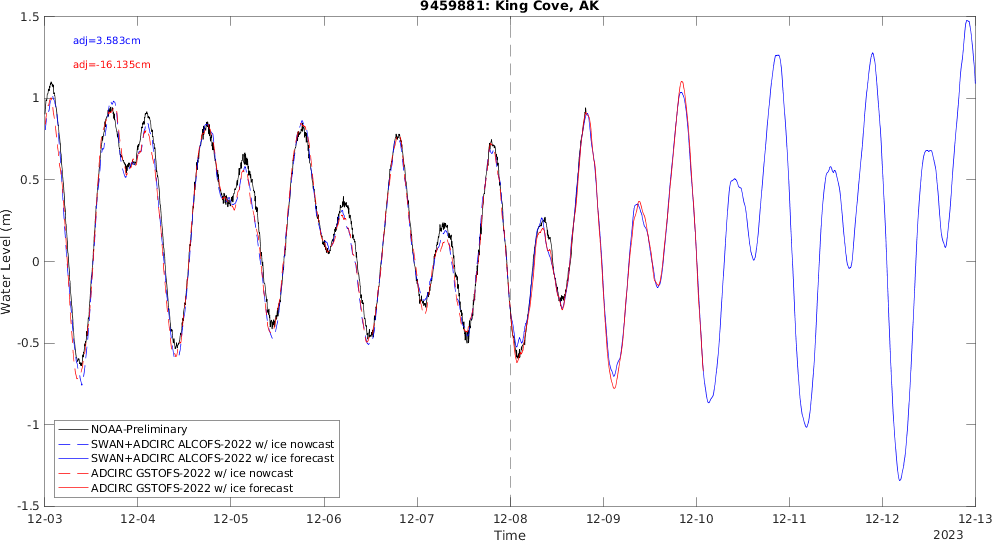 9459881: King Cove, AK
adj=3.583cm
adj=-16.135cm
Water Level (m)
1.5
1
0.5
0
-0.5
-1
-1.5
NOAA-Preliminary
SWAN+ADCIRC ALCOFS-2022 w/ ice nowcast
SWAN+ADCIRC ALCOFS-2022 w/ ice forecast
ADCIRC GSTOFS-2022 w/ ice nowcast
ADCIRC GSTOFS-2022 w/ ice forecast
12-03 12-04 12-05 12-06 12-07 12-08 12-09 12-10 12-11 12-12 12-13
Time
2023